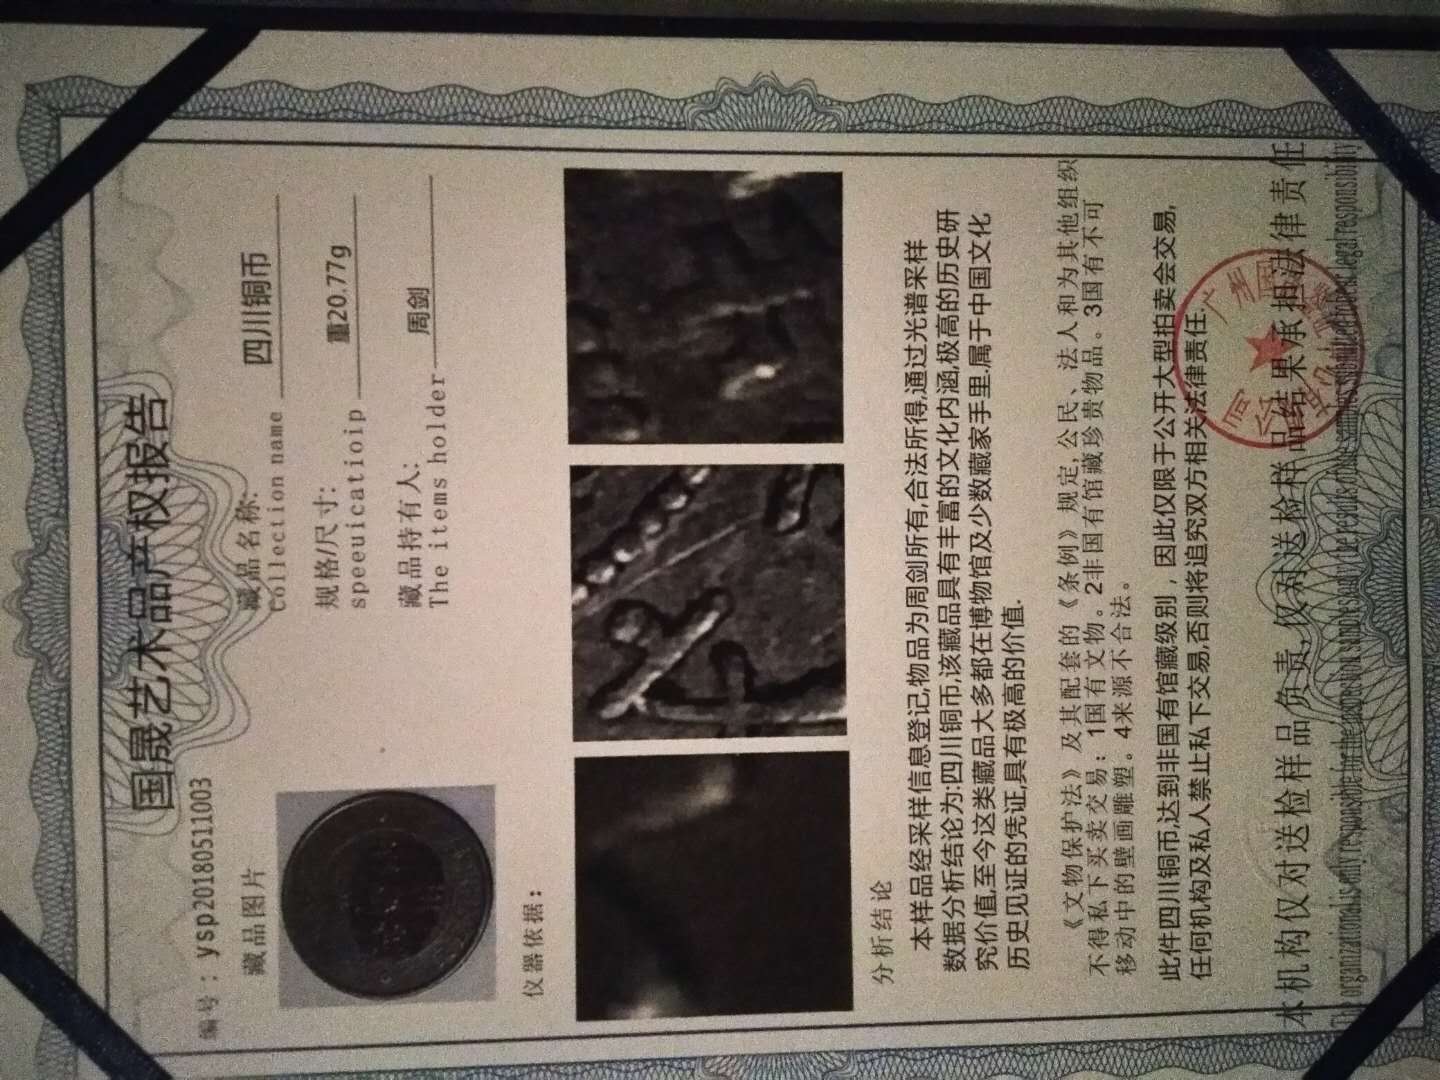 国晟艺术品产权报告
编号：ysp20180511003
藏品图片
藏品名称:
四川铜币
Collection name
规格/尺寸:
重20.77g
speeuicatioip
藏品持有人:
周剑
The items holder
仪器依据:
分析结论
本样品经采样信息登记,物品为周剑所有,合法所得,通过光谱采样
数据分析结论为:四川铜币,该藏品具有丰富的文化内涵,极高的历史研
究价值,至今这类藏品大多都在博物馆及少数藏家手里.属于中国文化
历史见证的凭证,具有极高的价值.
《文物保护法》及其配套的《条例》规定,公民、法人和为其他组织
不得私下买卖交易：1国有文物。2非国有馆藏珍贵物品。3国有不可
移动中的壁画雕塑。4来源不合法。
此件四川铜币,达到非国有馆藏级别，因此仅限于公开大型拍卖会交易,
任何机构及私人禁止私下交易,否则将追究双方相关法律责任.
本机构仅对送检样品负责.仅对送检样品结果承担法律责任
The organization is only responsible for the
legal responsibility
广州国